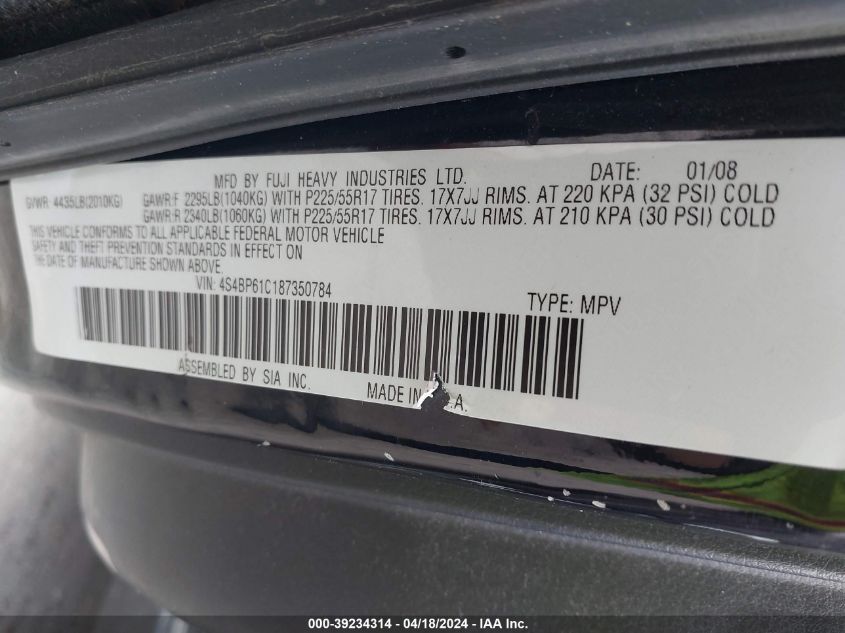 MFD BY FUJI HEAVY INDUSTRIES LTD. DATE: 01/08
GVWR: 4435LB(2010KG) GAWR:F 2295LB(1040KG) WITH P225/55R17 TIRES. 17X7JJ RIMS. AT 220 KPA (32 PSI) COLD
GAWR:R 2340LB(1060KG) WITH P225/55R17 TIRES. 17X7JJ RIMS. AT 210 KPA (30 PSI) COLD
THIS VEHICLE CONFORMS TO ALL APPLICABLE FEDERAL MOTOR VEHICLE
SAFETY AND THEFT PREVENTION STANDARDS IN EFFECT ON
THE DATE OF MANUFACTURE SHOWN ABOVE.
VIN: 4S4BP61C187350784 TYPE: MPV
ASSEMBLED BY SIA INC. MADE IN A.
000-39234314 - 04/18/2024 - IAA Inc.